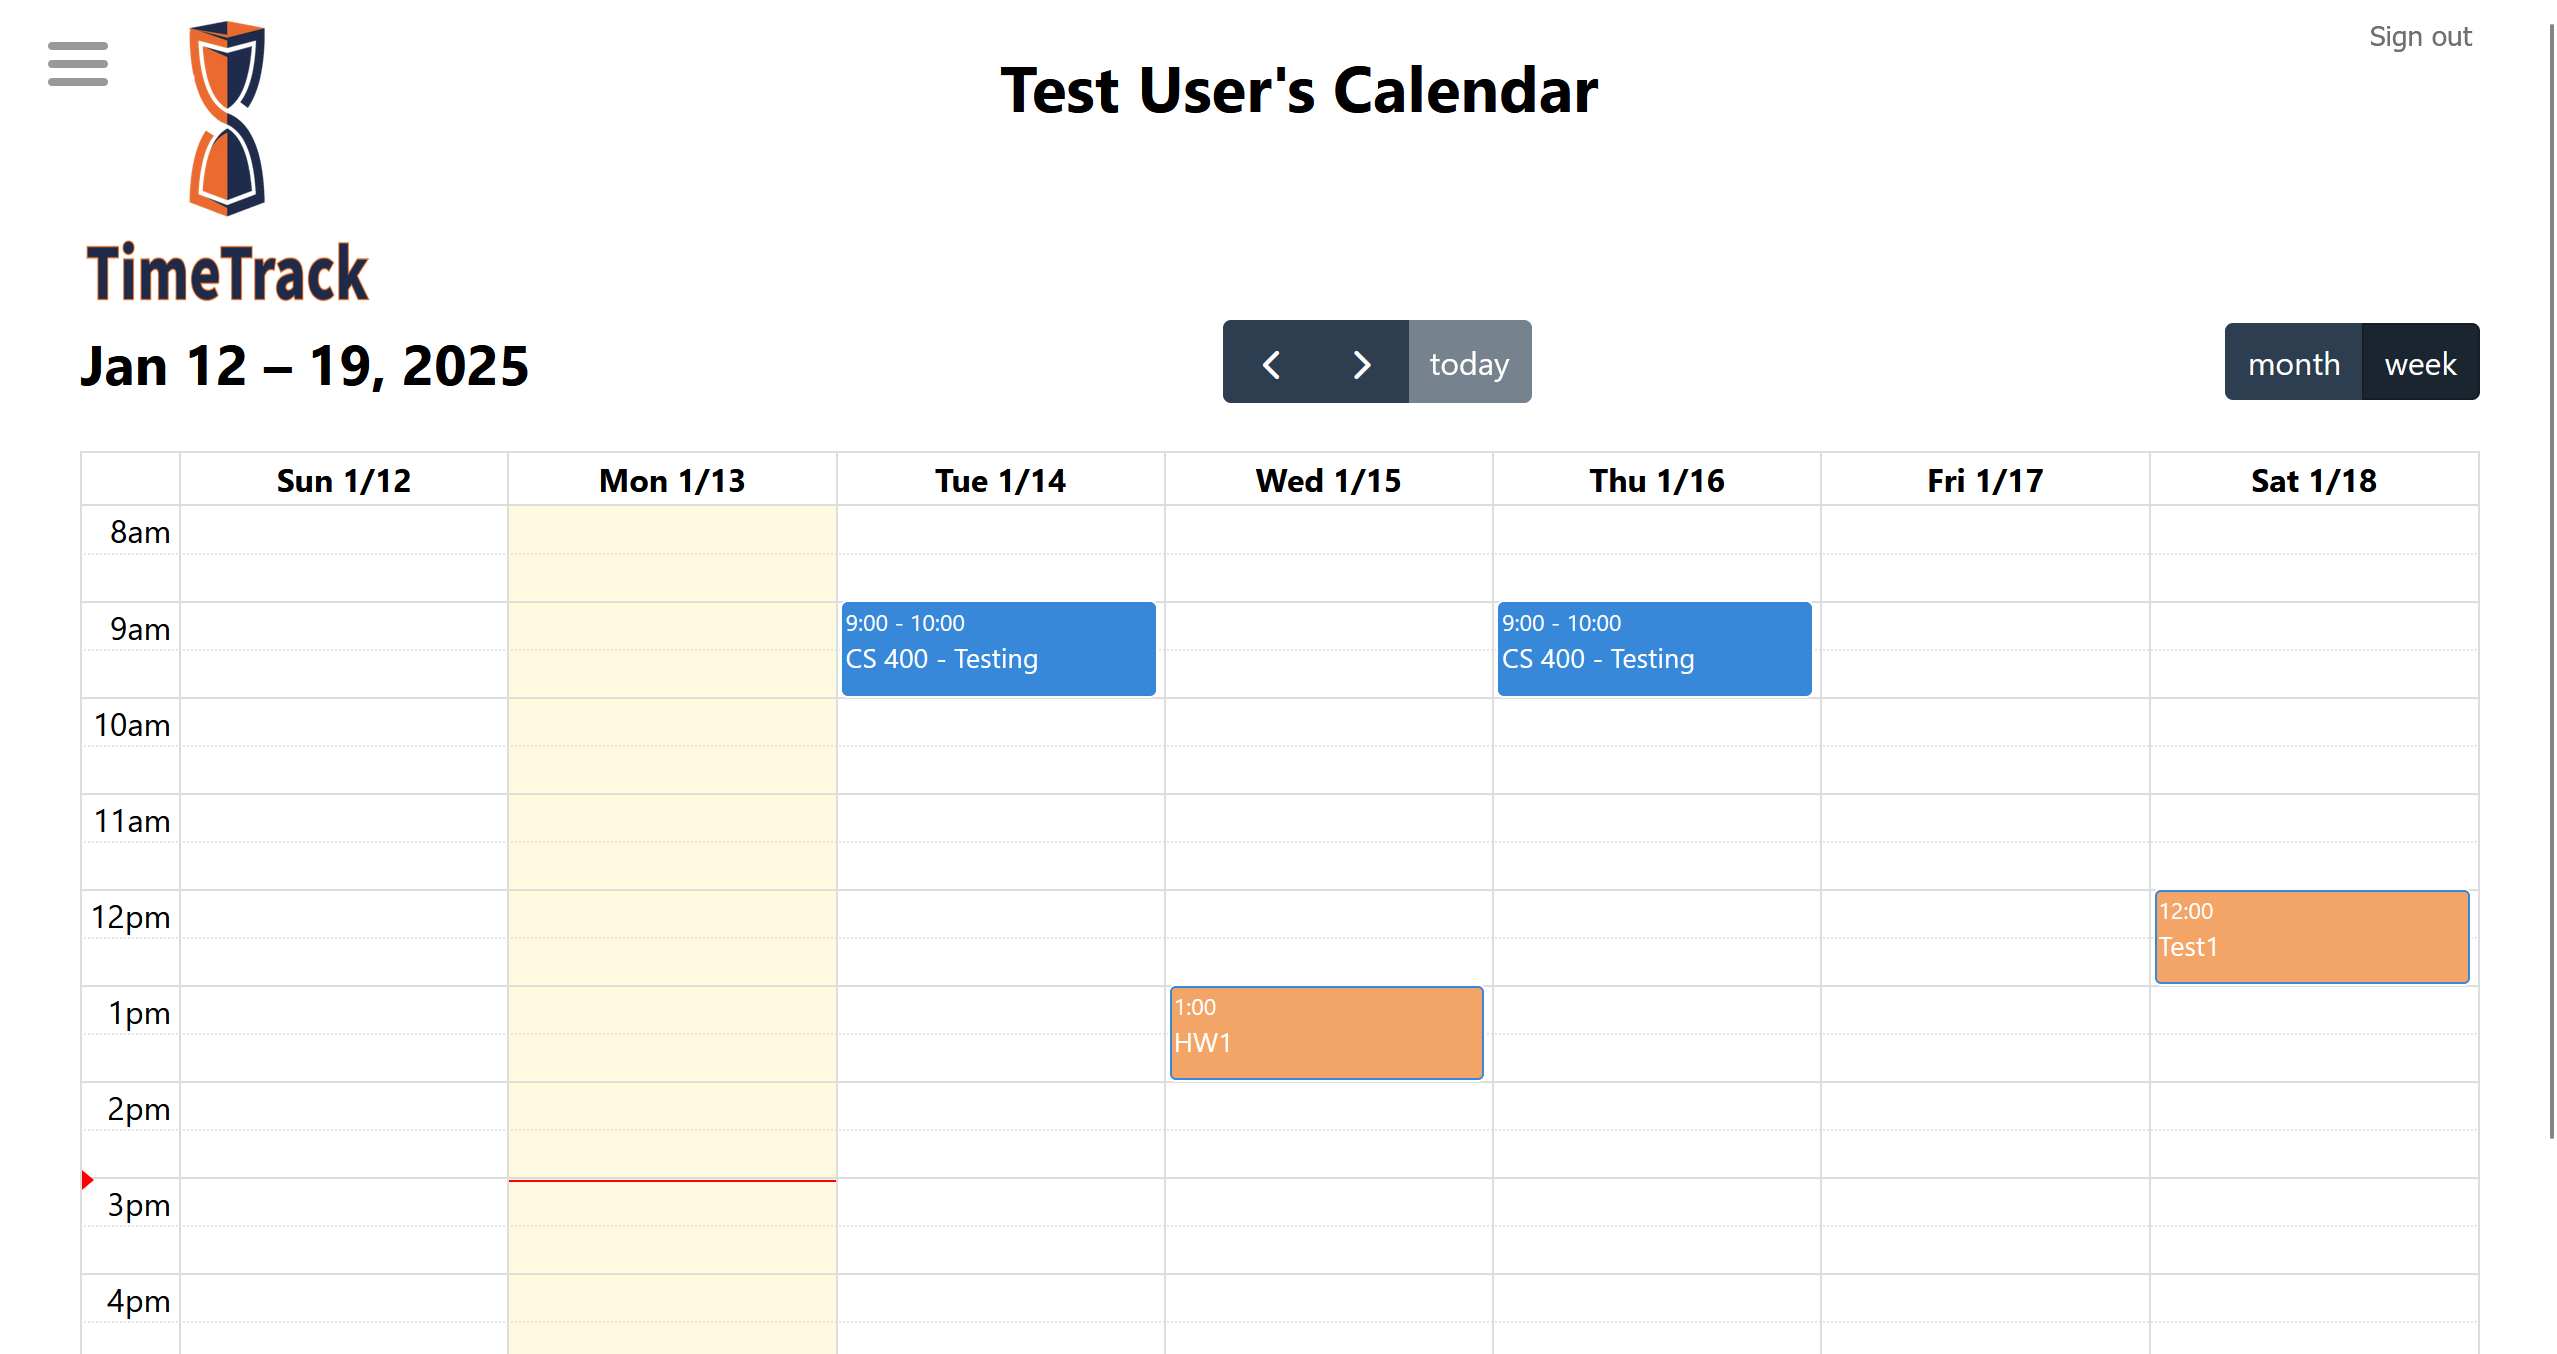 Sign out
Test User's Calendar
TimeTrack
Jan 12 – 19, 2025
today
month week
Sun 1/12 Mon 1/13 Tue 1/14 Wed 1/15 Thu 1/16 Fri 1/17 Sat 1/18
8am
9am
9:00 - 10:00
CS 400 - Testing
9:00 - 10:00
CS 400 - Testing
10am
11am
12pm
12:00
Test1
1pm
1:00
HW1
2pm
3pm
4pm